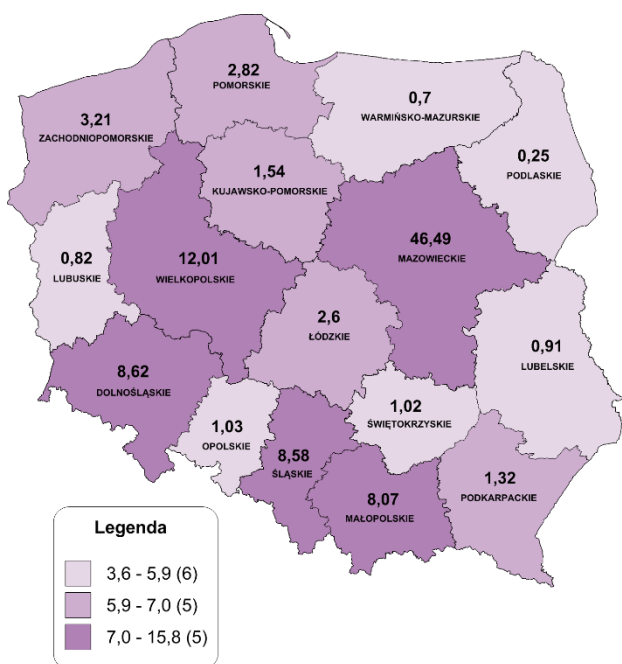 2,82
POMORSKIE
3,21
ZACHODNIOPOMORSKIE
0,7
WARMIŃSKO-MAZURSKIE
0,25
PODLASKIE
1,54
KUJAWSKO-POMORSKIE
46,49
MAZOWIECKIE
0,82
LUBUSKIE
12,01
WIELKOPOLSKIE
2,6
ŁÓDZKIE
0,91
LUBELSKIE
8,62
DOLNOŚLĄSKIE
1,03
OPOLSKIE
8,58
ŚLĄSKIE
1,02
ŚWIĘTOKRZYSKIE
8,07
MAŁOPOLSKIE
1,32
PODKARPACKIE
Legenda
3,6 - 5,9 (6)
5,9 - 7,0 (5)
7,0 - 15,8 (5)